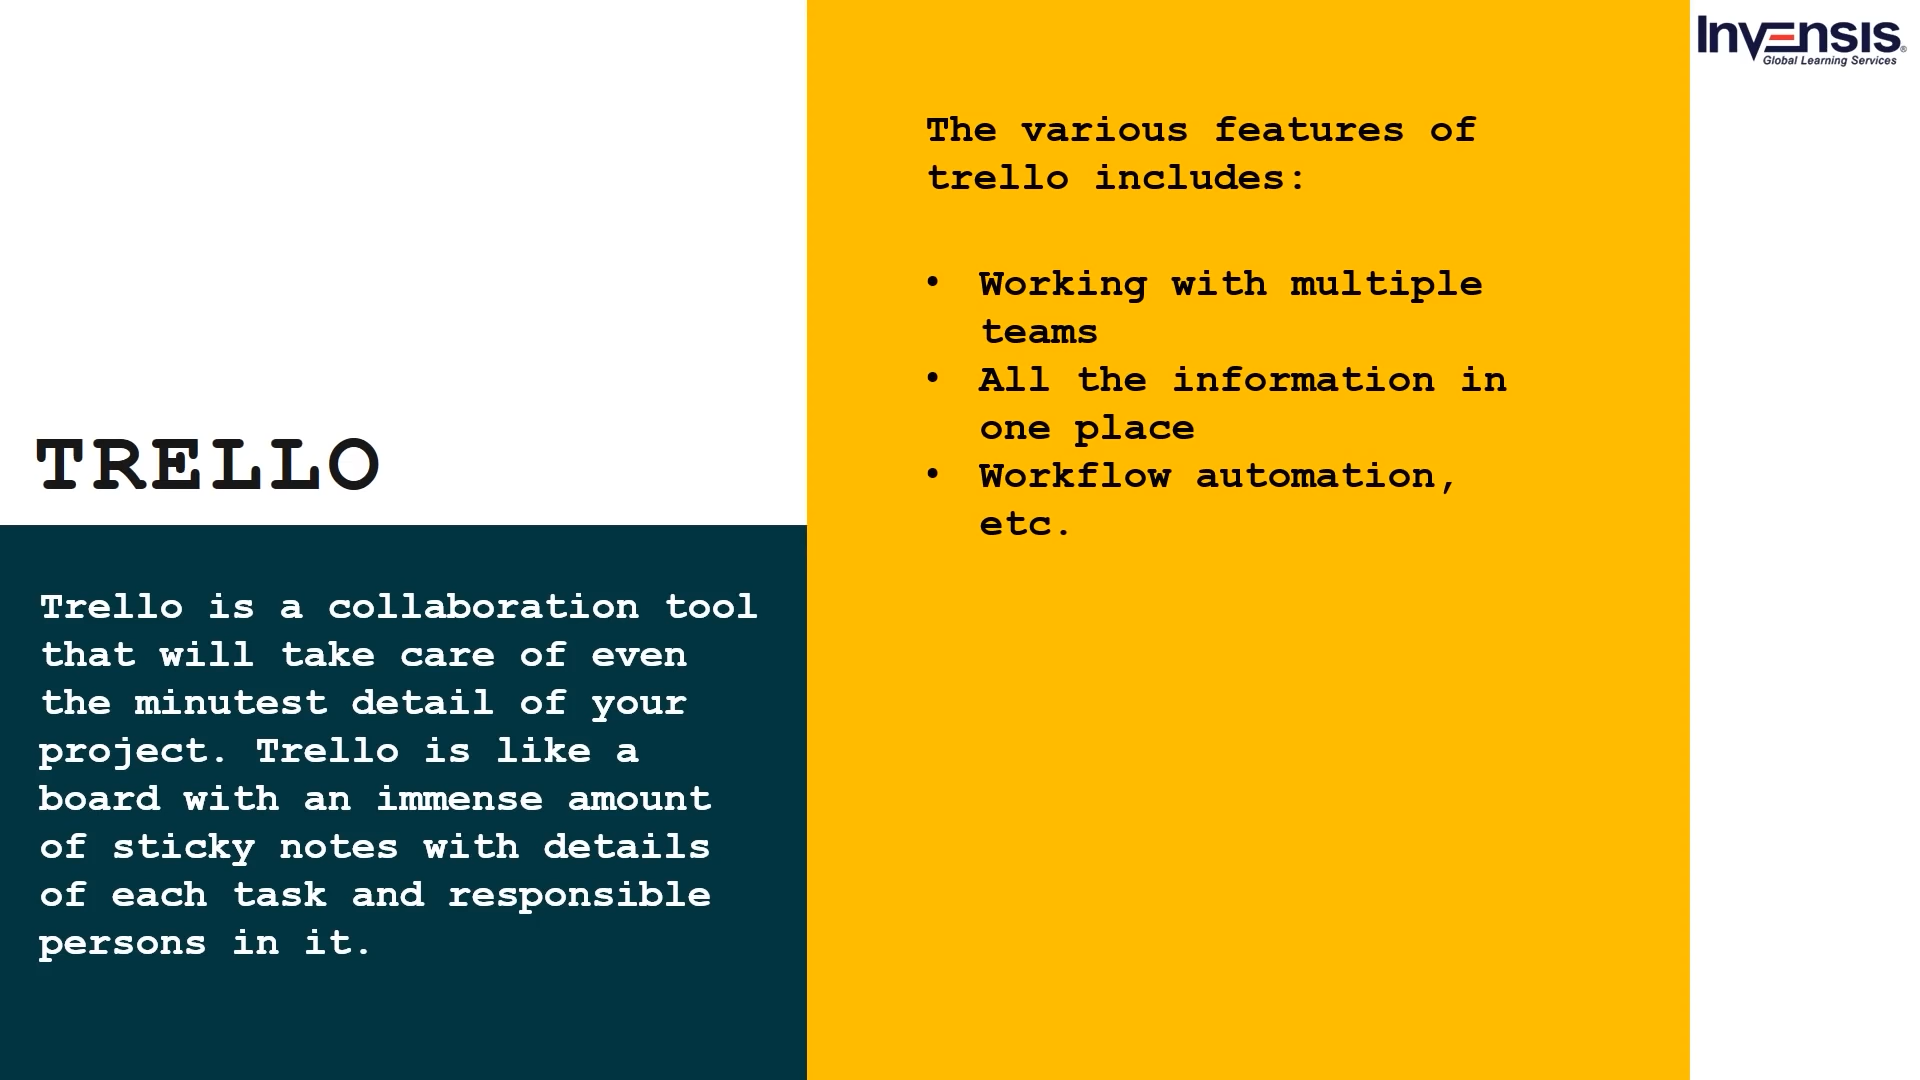 Invensis
Global Learning Services
TRELLO
Trello is a collaboration tool
that will take care of even
the minutest detail of your
project. Trello is like a
board with an immense amount
of sticky notes with details
of each task and responsible
persons in it.
The various features of
trello includes:
• Working with multiple
teams
• All the information in
one place
• Workflow automation,
etc.